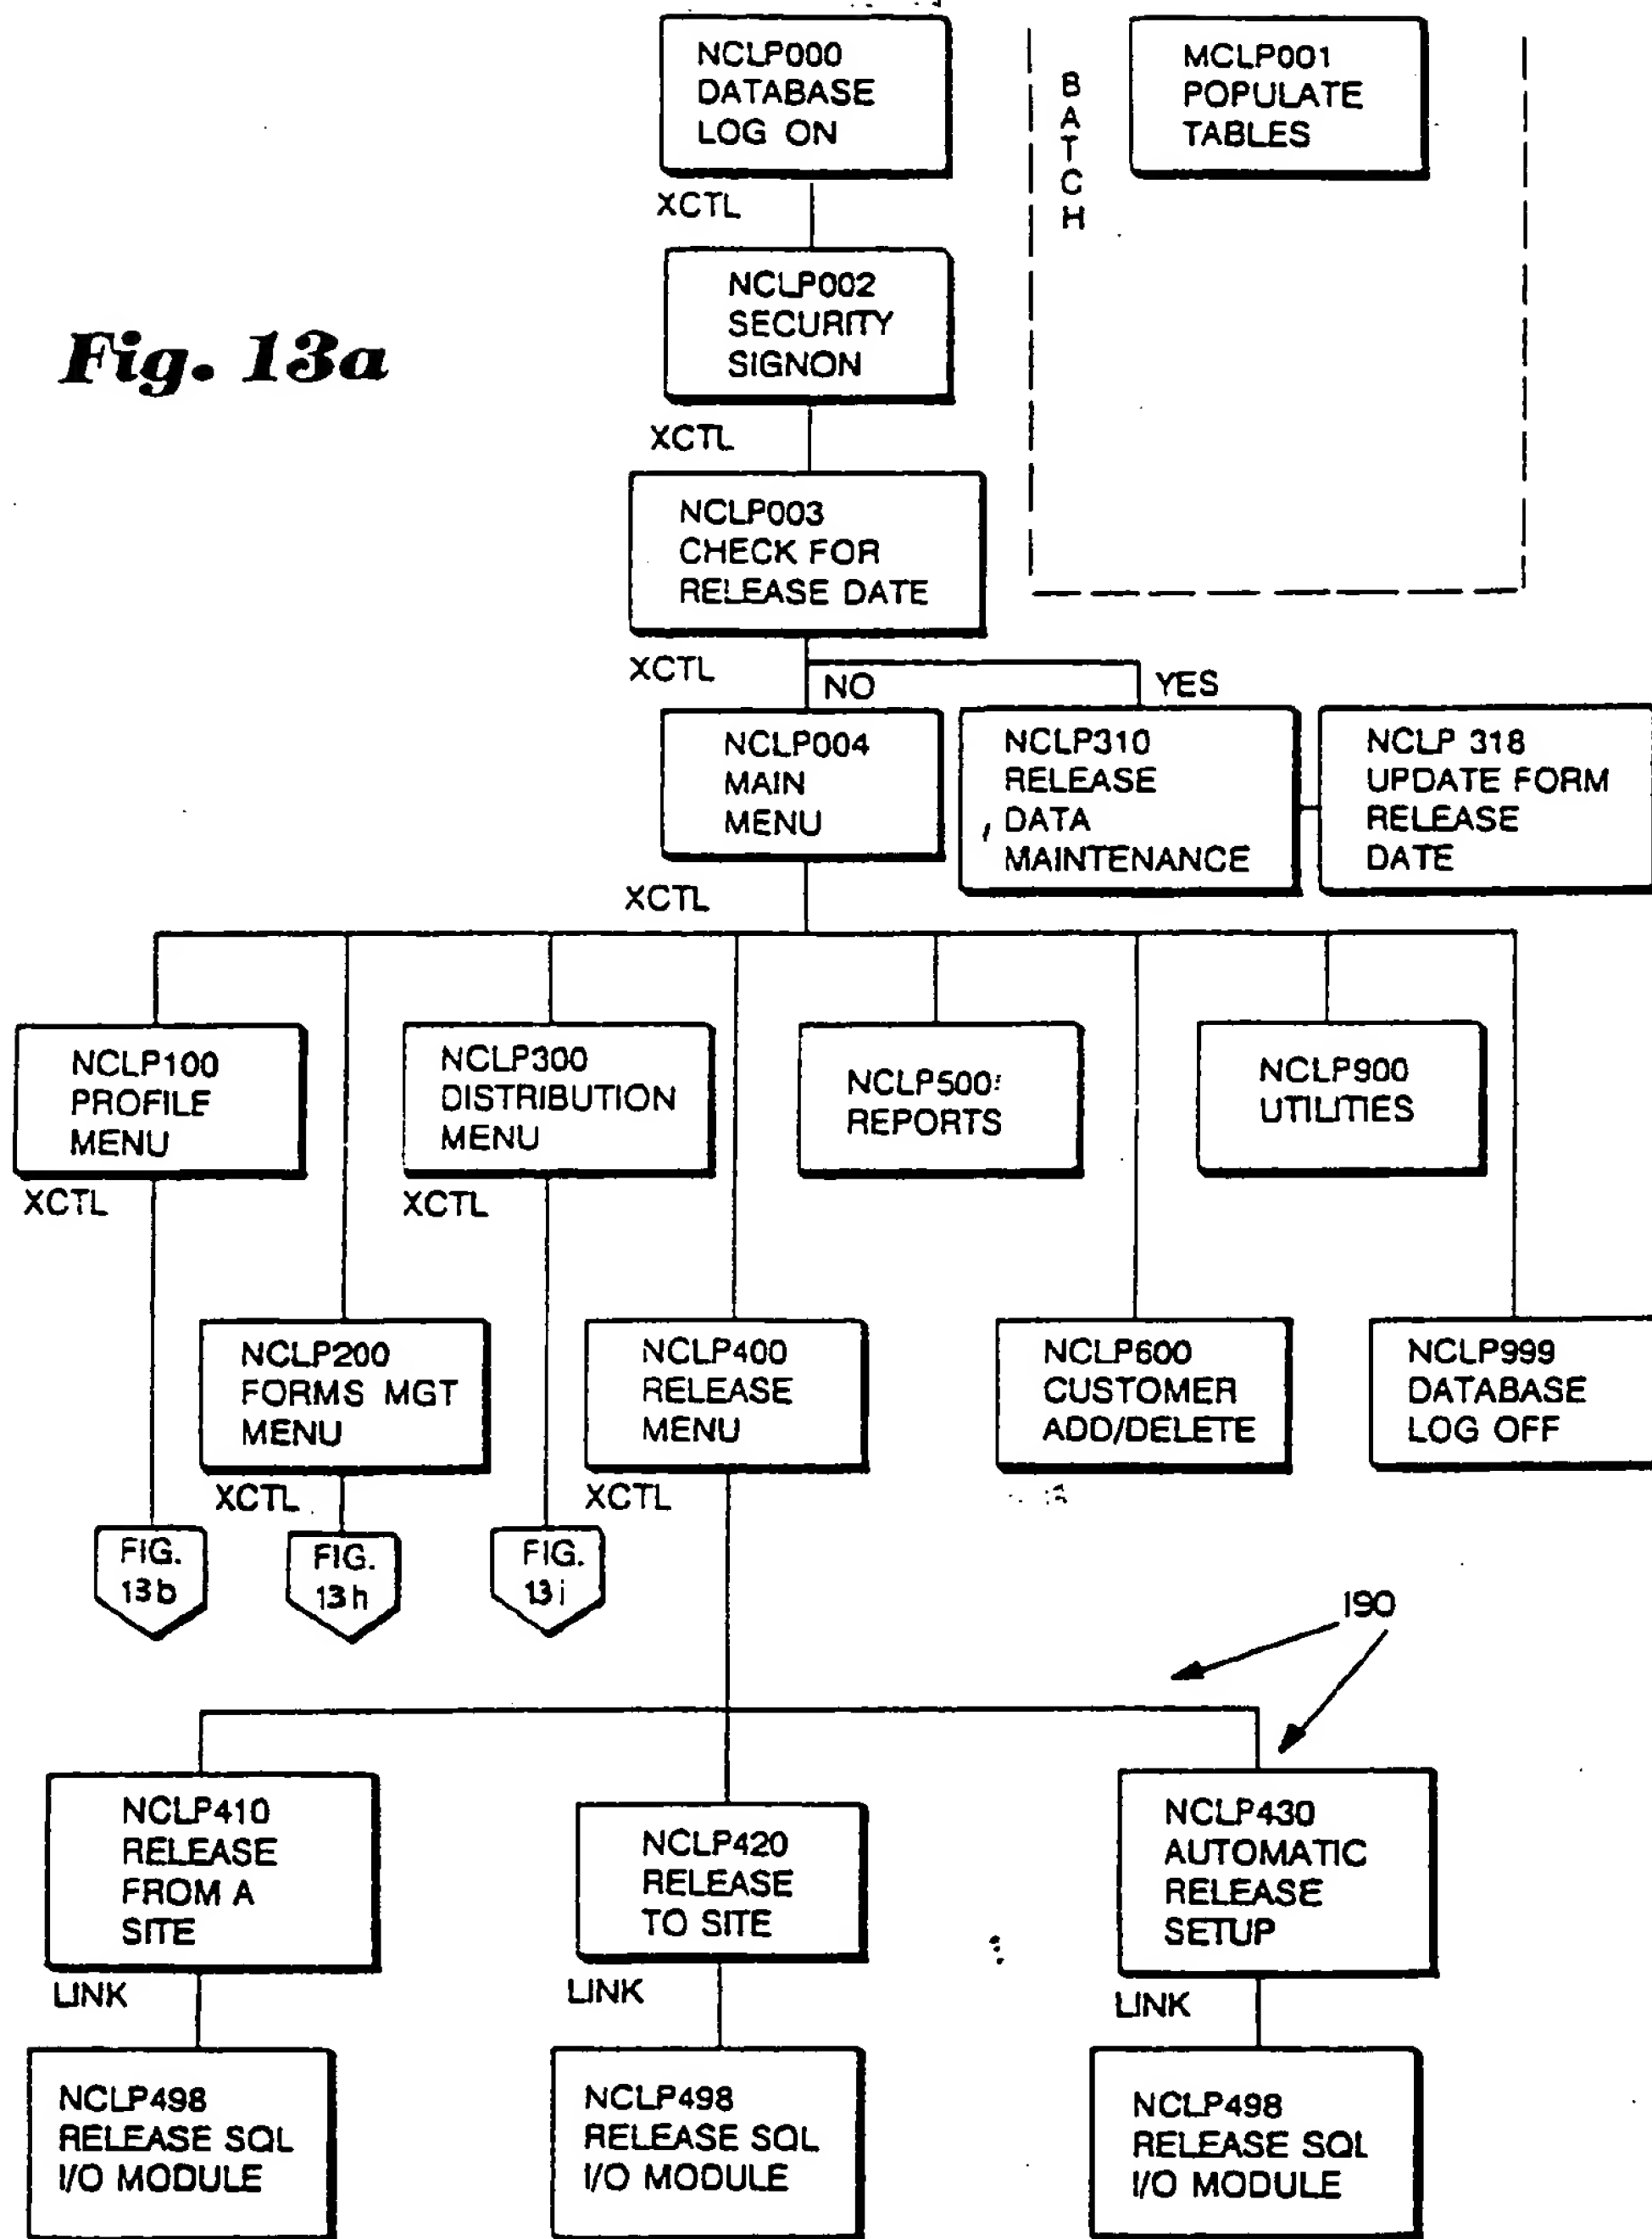 NCLP000
DATABASE
LOG ON
BATCH
MCLP001
POPULATE
TABLES
XCTL
NCLP002
SECURITY
SIGNON
Fig. 13a
XCTL
NCLP003
CHECK FOR
RELEASE DATE
XCTL
NO
YES
NCLP004
MAIN
MENU
NCLP310
RELEASE
DATA
MAINTENANCE
NCLP 318
UPDATE FORM
RELEASE
DATE
XCTL
NCLP100
PROFILE
MENU
XCTL
NCLP300
DISTRIBUTION
MENU
XCTL
NCLP500
REPORTS
NCLP900
UTILITIES
NCLP200
FORMS MGT
MENU
XCTL
NCLP400
RELEASE
MENU
XCTL
NCLP600
CUSTOMER
ADD/DELETE
NCLP999
DATABASE
LOG OFF
FIG.
13b
FIG.
13h
FIG.
13i
190
NCLP410
RELEASE
FROM A
SITE
LINK
NCLP420
RELEASE
TO SITE
LINK
NCLP430
AUTOMATIC
RELEASE
SETUP
LINK
NCLP498
RELEASE SQL
I/O MODULE
NCLP498
RELEASE SQL
I/O MODULE
NCLP498
RELEASE SQL
I/O MODULE